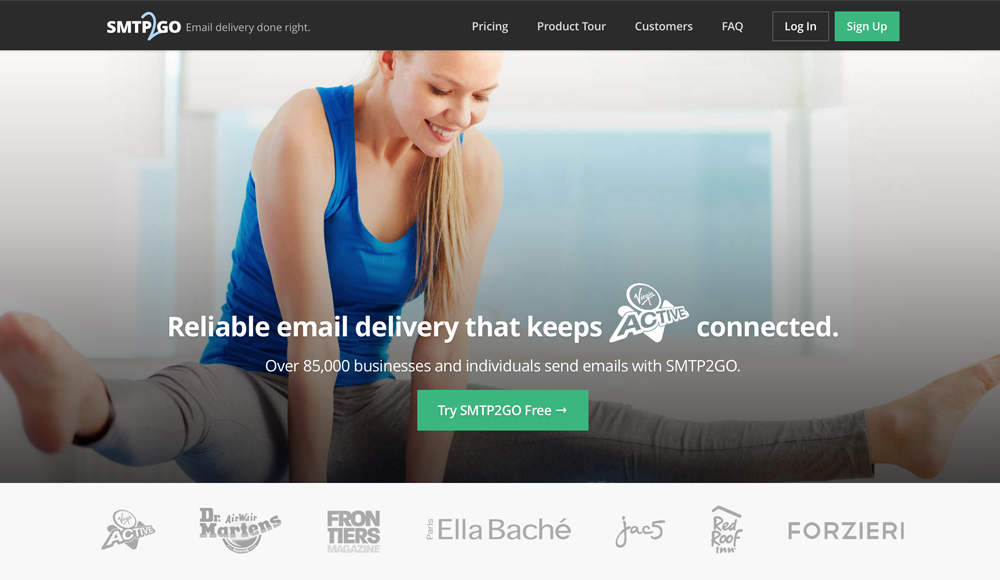 SMTP2GO Email delivery done right.
Pricing Product Tour Customers FAQ Log In Sign Up
Reliable email delivery that keeps Virgin ACTIVE connected.
Over 85,000 businesses and individuals send emails with SMTP2GO.
Try SMTP2GO Free →
Virgin ACTIVE
Dr. AirWair
Martens
FRON
TIERS
MAGAZINE
Paris Ella Baché
jac5
Red
Roof
Inn
FORZIERI